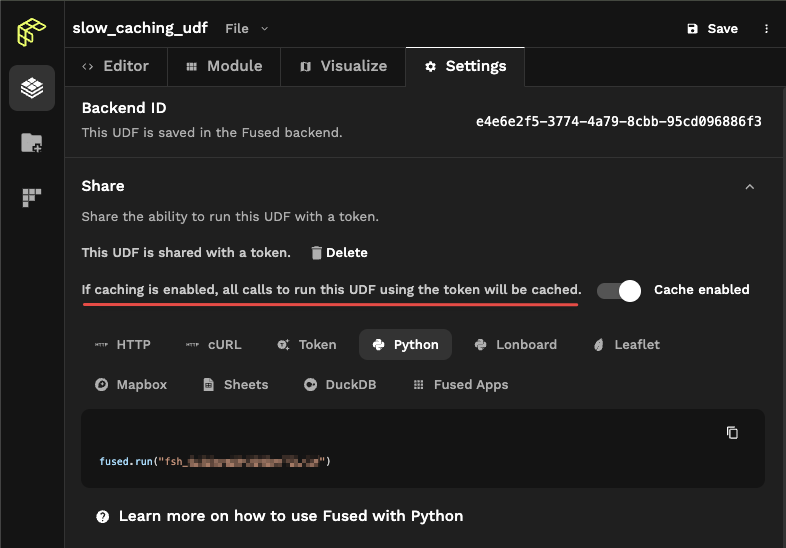 slow_caching_udf File Save
Editor Module Visualize Settings
Backend ID
This UDF is saved in the Fused backend.
e4e6e2f5-3774-4a79-8cbb-95cd096886f3
Share
Share the ability to run this UDF with a token.
This UDF is shared with a token. Delete
If caching is enabled, all calls to run this UDF using the token will be cached. Cache enabled
HTTP HTTP HTTP cURL Token Python Lonboard Leaflet
Mapbox Sheets DuckDB Fused Apps
fused.run("fsh_ ")
? Learn more on how to use Fused with Python